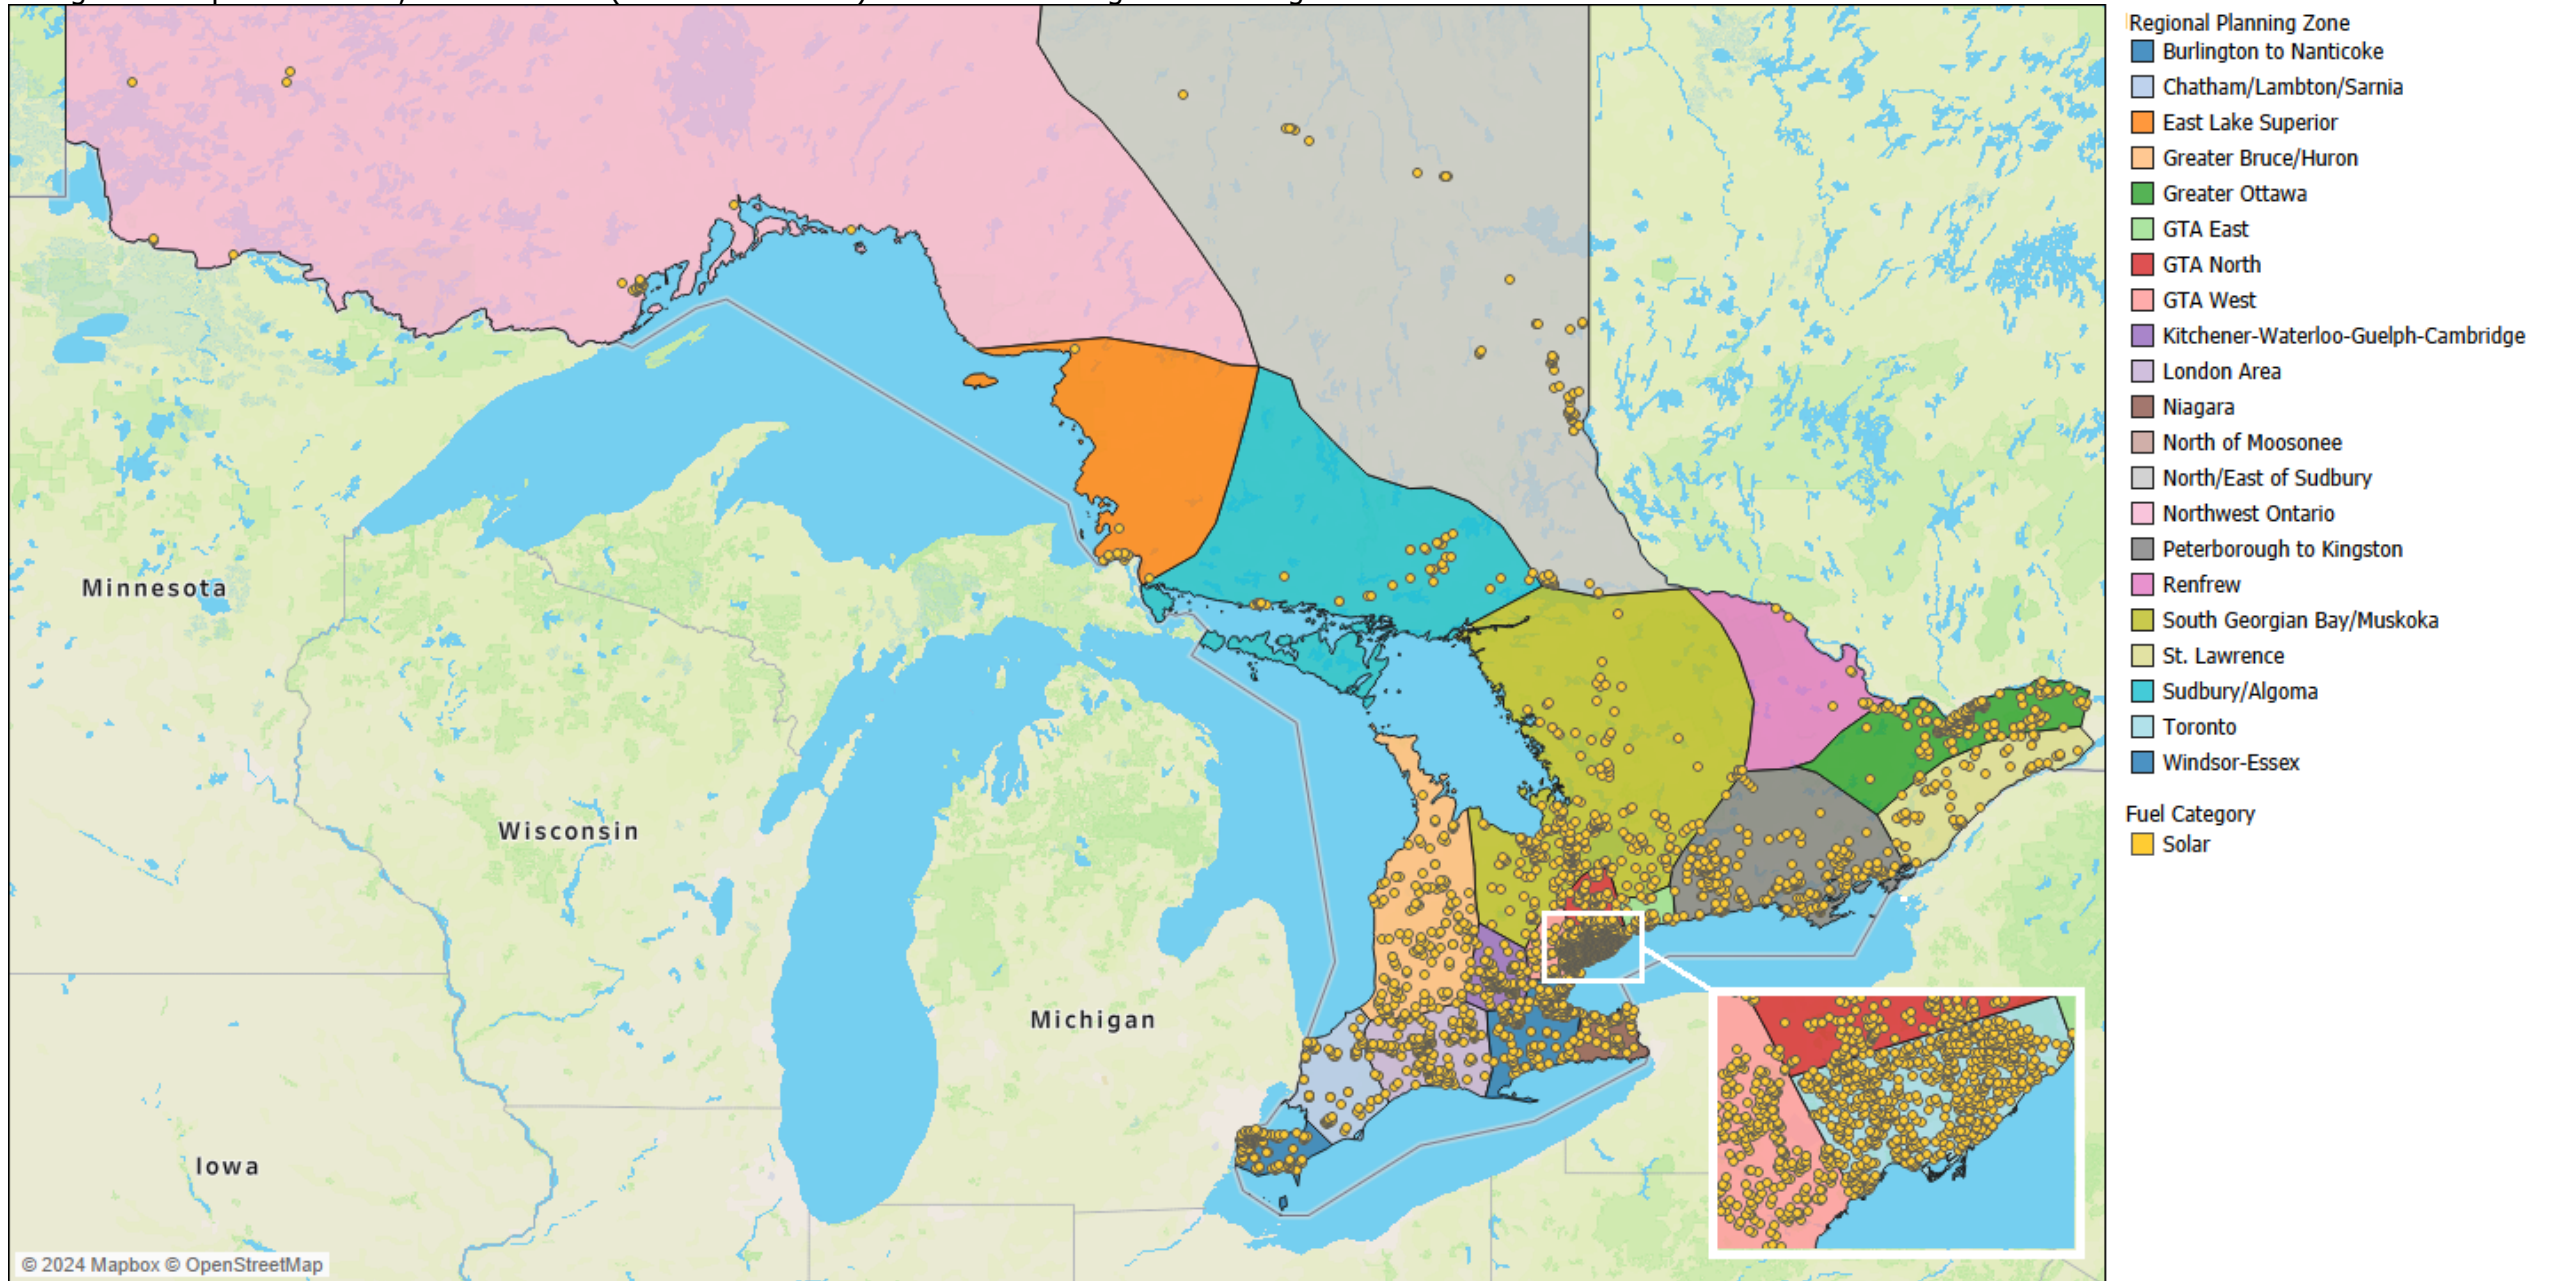 Regional Planning Zone
Burlington to Nanticoke
Chatham/Lambton/Sarnia
East Lake Superior
Greater Bruce/Huron
Greater Ottawa
GTA East
GTA North
GTA West
Kitchener-Waterloo-Guelph-Cambridge
London Area
Niagara
North of Moosonee
North/East of Sudbury
Northwest Ontario
Peterborough to Kingston
Renfrew
South Georgian Bay/Muskoka
St. Lawrence
Sudbury/Algoma
Toronto
Windsor-Essex
Fuel Category
Solar
Minnesota
Wisconsin
Michigan
Iowa
© 2024 Mapbox © OpenStreetMap